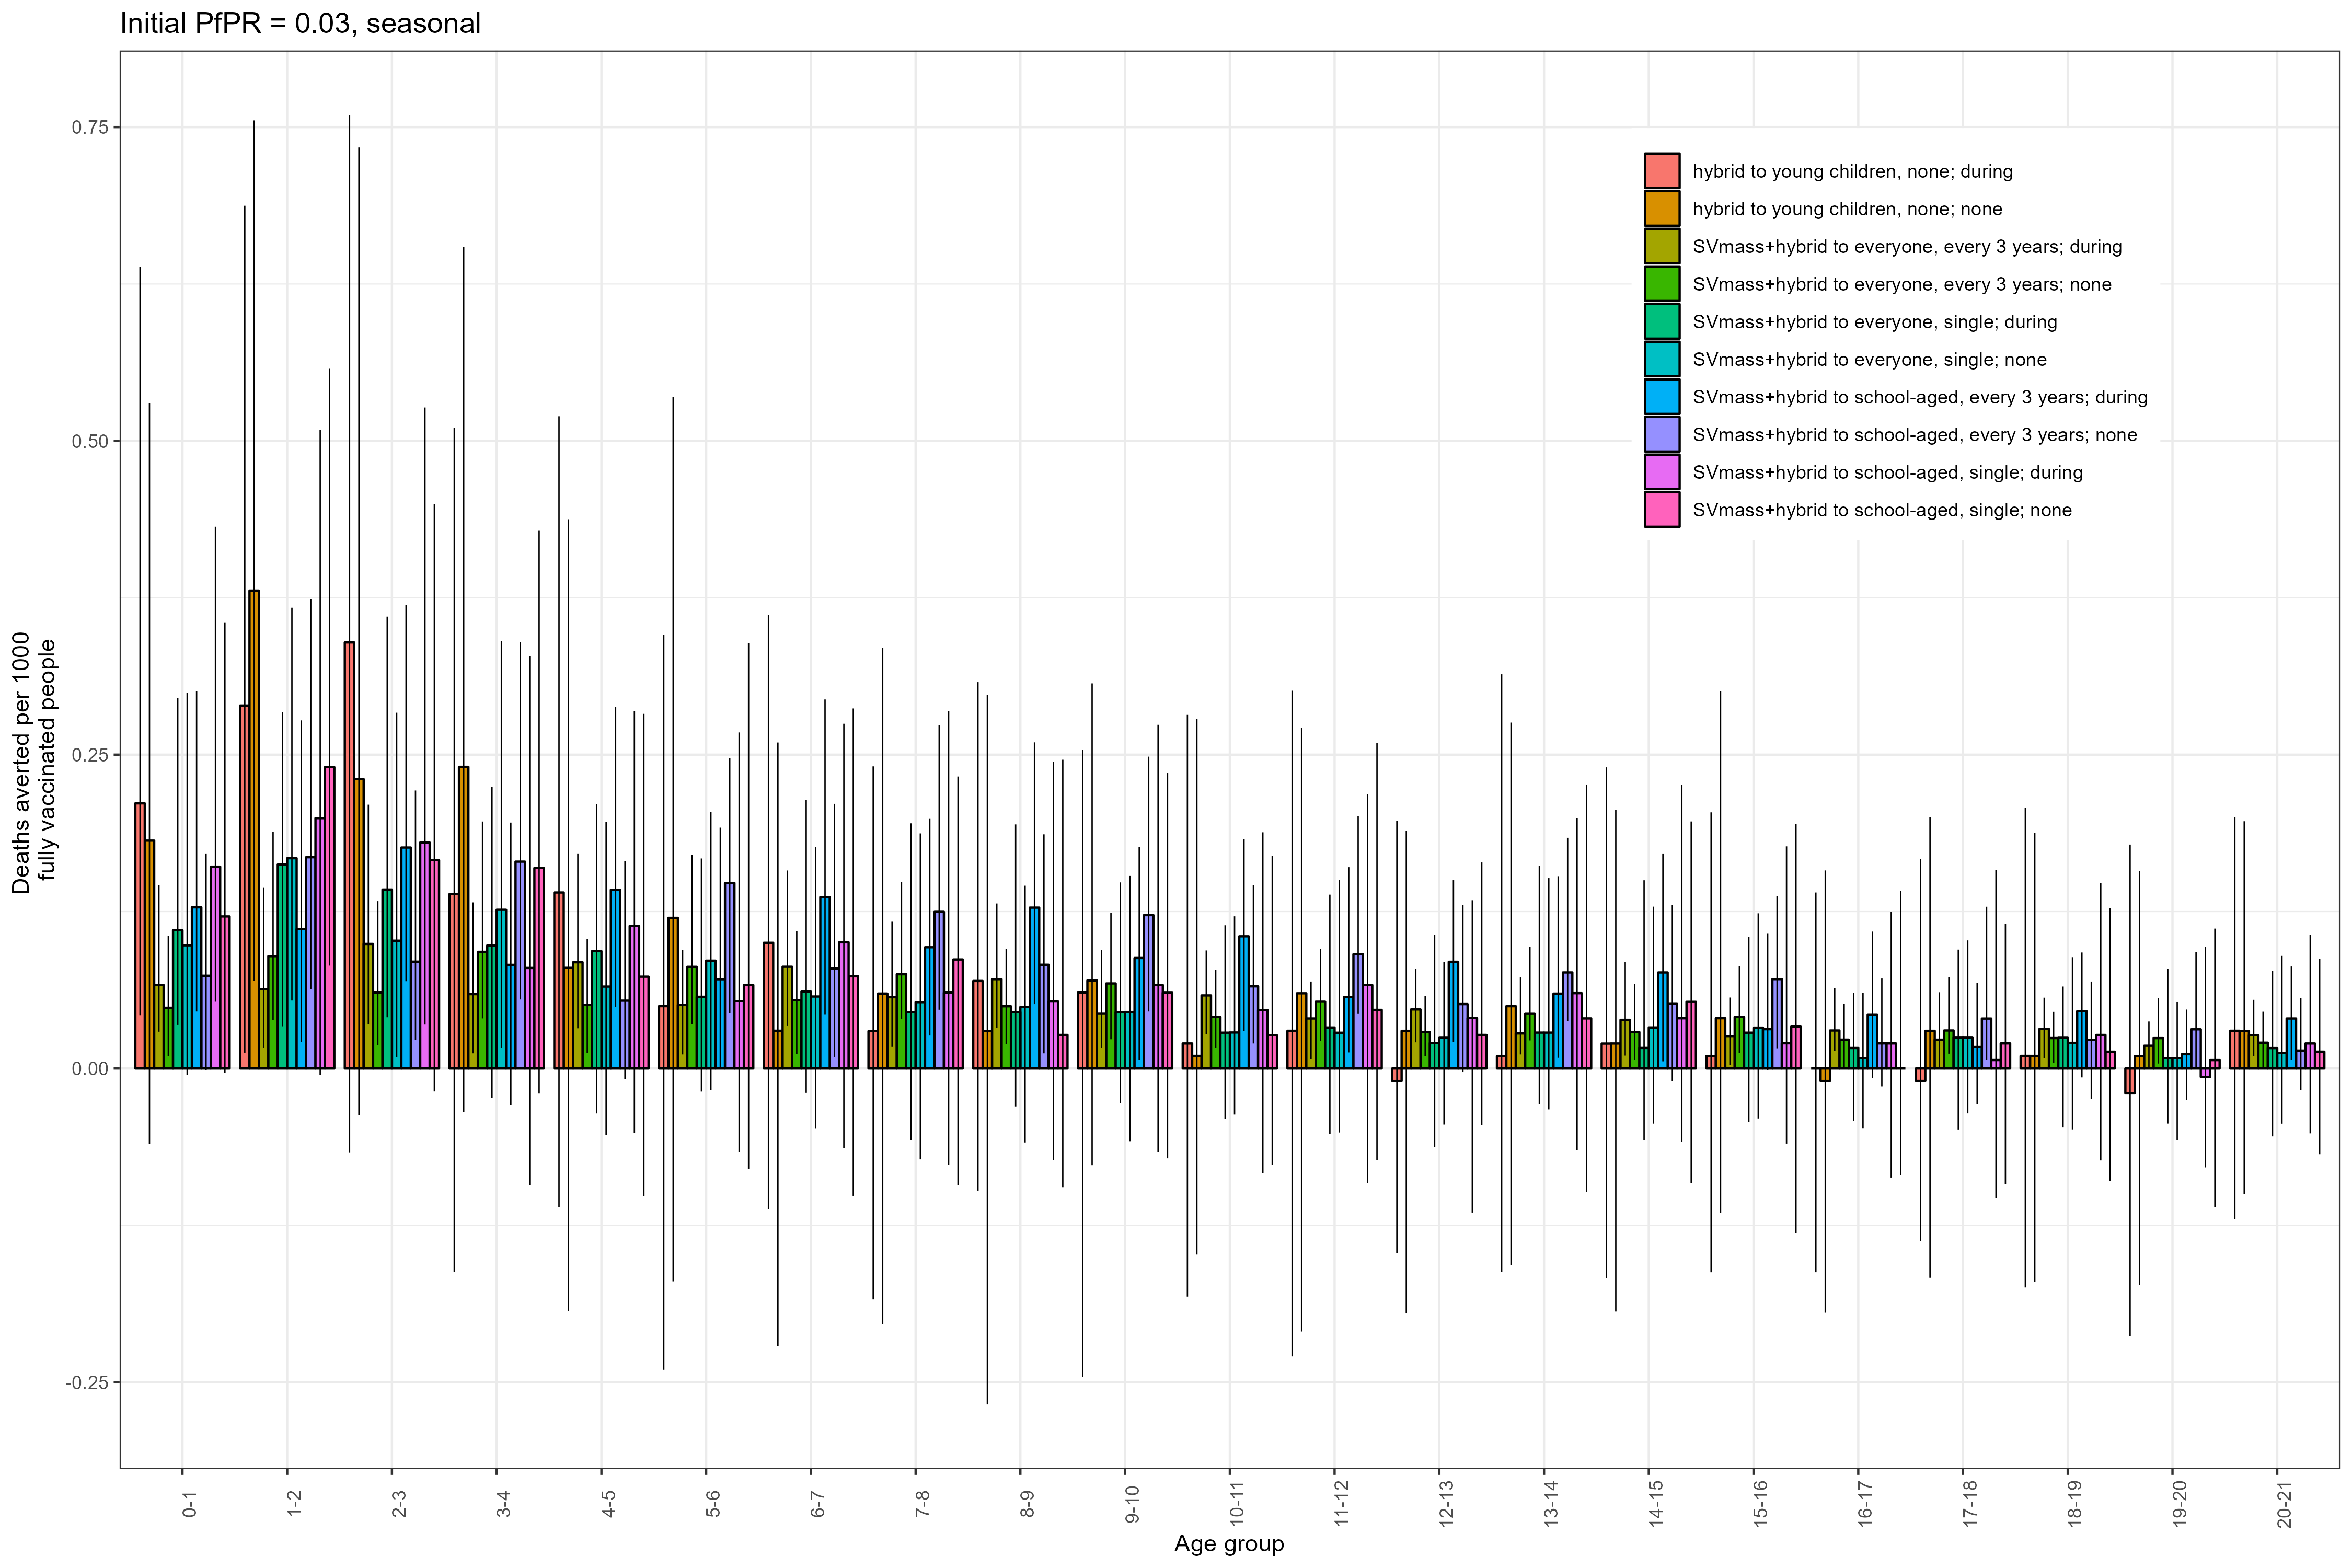 Initial PfPR = 0.03, seasonal
Deaths averted per 1000
fully vaccinated people
0.75
0.50
0.25
0.00
-0.25
hybrid to young children, none; during
hybrid to young children, none; none
SVmass+hybrid to everyone, every 3 years; during
SVmass+hybrid to everyone, every 3 years; none
SVmass+hybrid to everyone, single; during
SVmass+hybrid to everyone, single; none
SVmass+hybrid to school-aged, every 3 years; during
SVmass+hybrid to school-aged, every 3 years; none
SVmass+hybrid to school-aged, single; during
SVmass+hybrid to school-aged, single; none
0-1
1-2
2-3
3-4
4-5
5-6
6-7
7-8
8-9
9-10
10-11
11-12
12-13
13-14
14-15
15-16
16-17
17-18
18-19
19-20
20-21
Age group